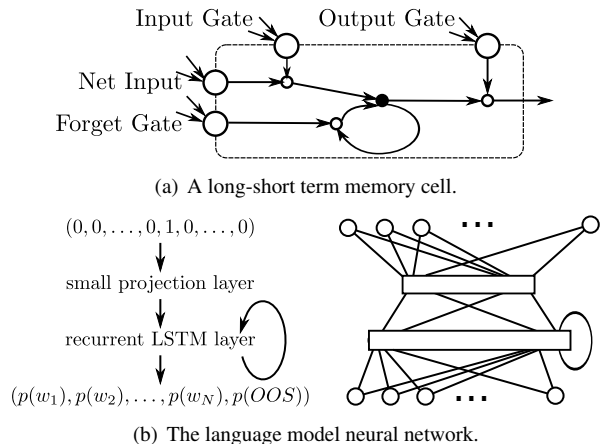 Input Gate Output Gate
Net Input
Forget Gate
(a) A long-short term memory cell.
(0, 0, . . . , 0, 1, 0, . . . , 0)
small projection layer
recurrent LSTM layer
(p(w₁), p(w₂), . . . , p(w_N), p(OOS))
(b) The language model neural network.